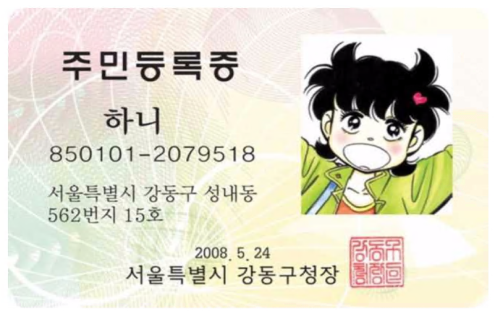 주민등록증
하니
850101-2079518
서울특별시 강동구 성내동
562번지 15호
2008. 5. 24
서울특별시 강동구청장